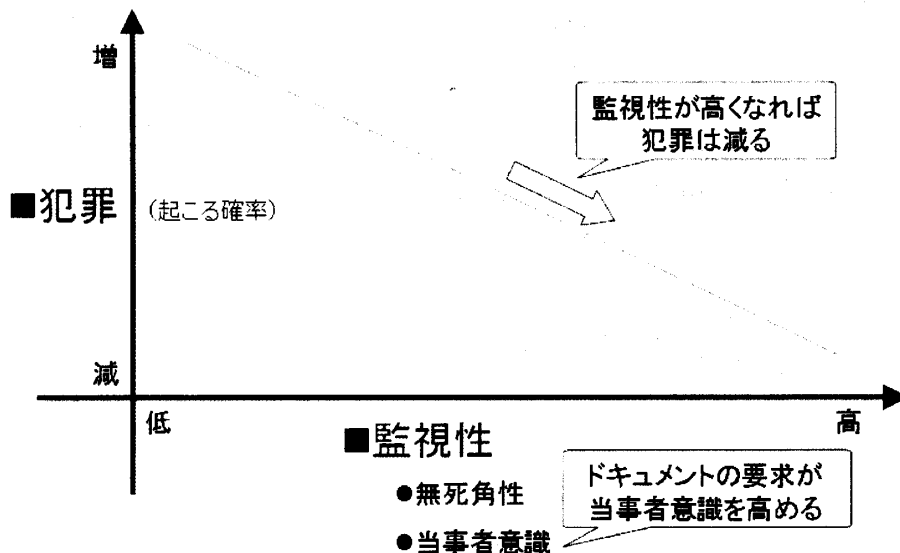 増
監視性が高くなれば
犯罪は減る
■犯罪 (起こる確率)
減
低
高
■監視性
●無死角性
●当事者意識
ドキュメントの要求が
当事者意識を高める